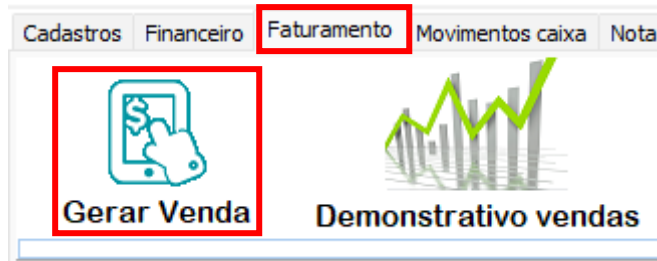 Cadastros Financeiro Faturamento Movimentos caixa Nota
$
Gerar Venda Demonstrativo vendas